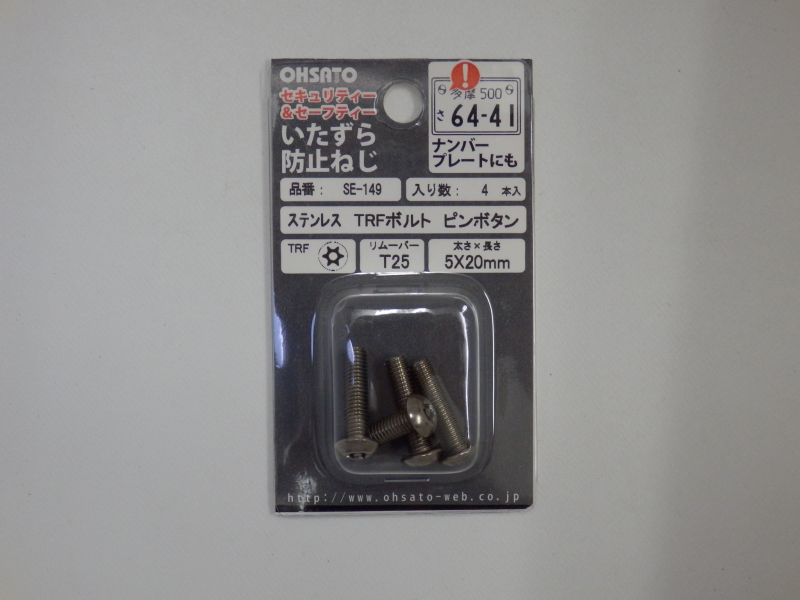 OHSATO
セキュリティー
&セーフティー
いたずら
防止ねじ
!
多摩 500
さ 64-41
ナンバー
プレートにも
品番: SE-149
入り数: 4 本入
ステンレス TRFボルト ピンボタン
TRF
リムーバー
T25
太さ×長さ
5X20mm
http://www.ohsato-web.co.jp